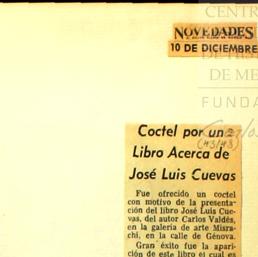 CENTR
NOVEDADES
10 DE DICIEMBRE
DE ME
FUNDA
Coctel por un
(43/43)
Libro Acerca de
José Luis Cuevas
Fue ofrecido un coctel
con motivo de la presenta-
ción del libro José Luis Cue-
vas, del autor Carlos Valdés,
en la galería de arte Misra-
chi, en la calle de Génova.
Gran éxito fue la apari-
ción de este libro el cual es